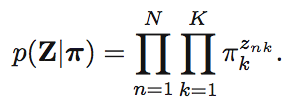 p(𝐙|𝝅) = ∏_{n=1}^{N} ∏_{k=1}^{K} π_k^{z_{nk}}.